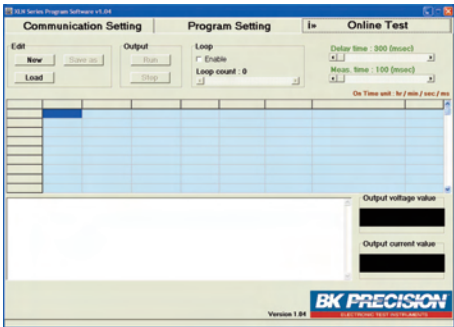 XLN Series Program Software v1.04
Communication Setting
Program Setting
Online Test
Edit
New
Save as
Load
Output
Run
Stop
Loop
Enable
Loop count : 0
Delay time : 300 (msec)
Meas. time : 100 (msec)
On Time unit : hr / min / sec / ms
Output voltage value
Output current value
Version 1.04
BK PRECISION
ELECTRONIC TEST INSTRUMENTS